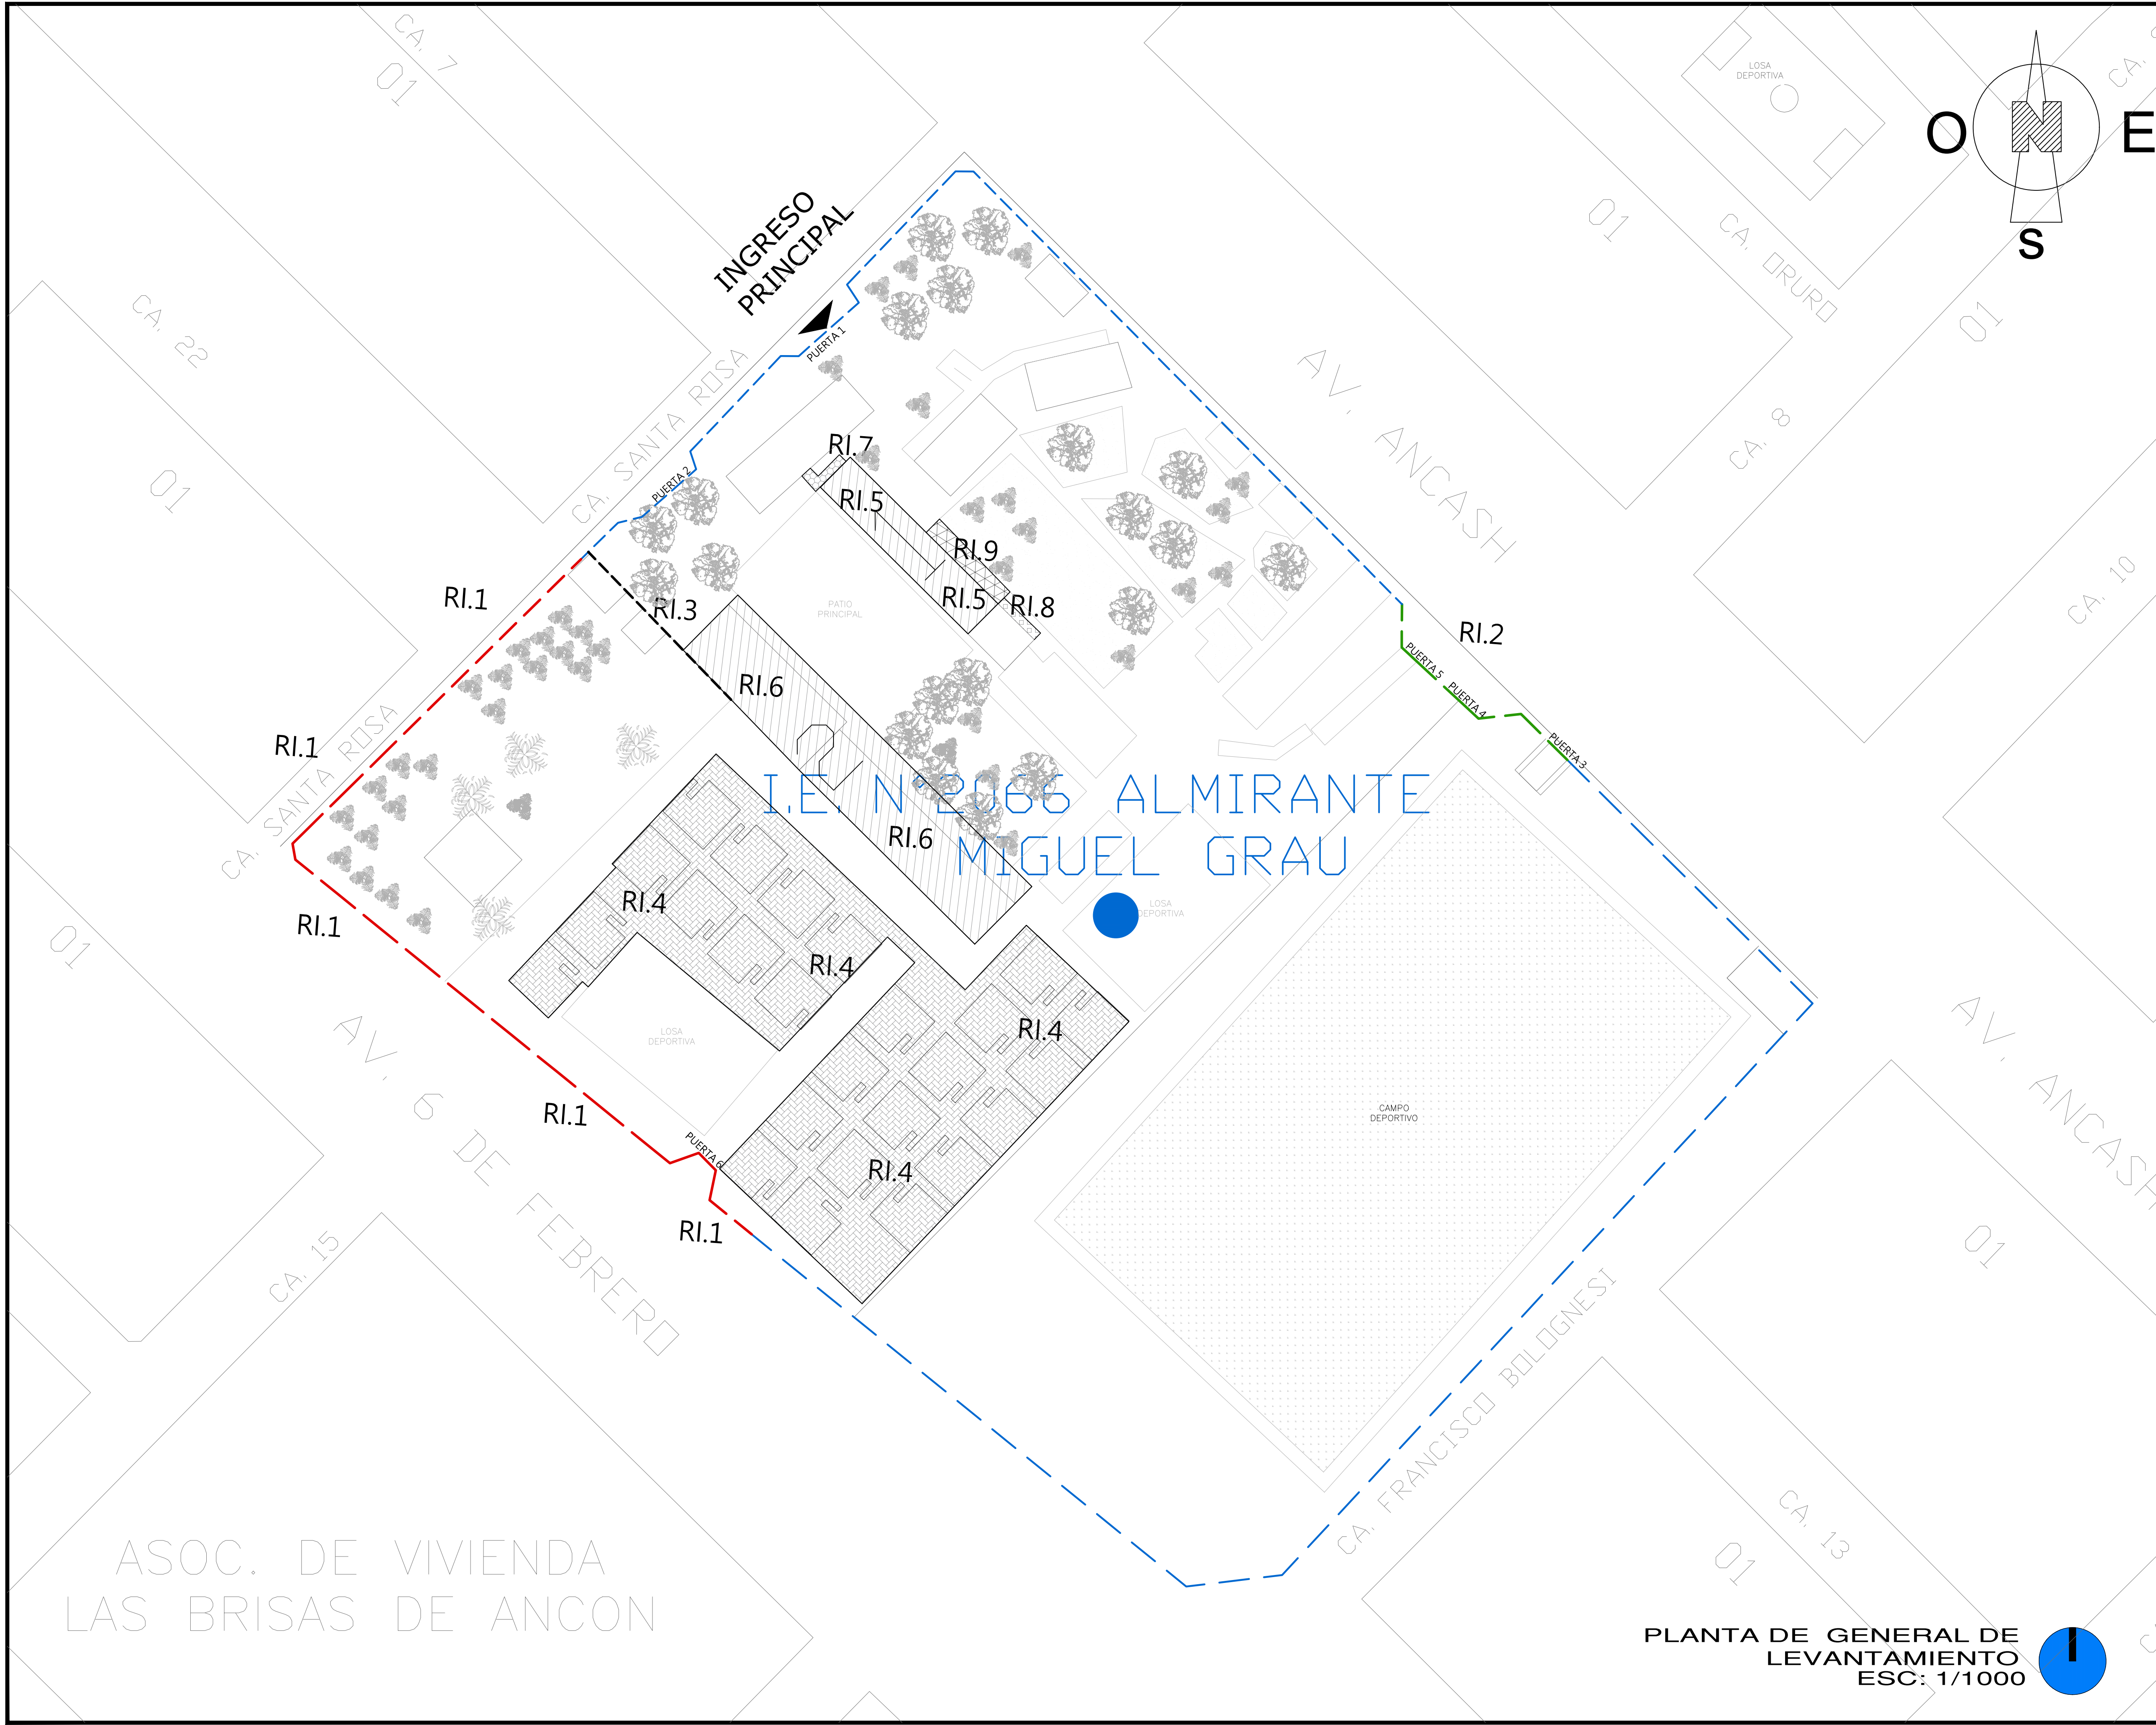 CA. 7
01
LOSA
DEPORTIVA
O
N
E
S
CA. ORURO
01
01
INGRESO
PRINCIPAL
PUERTA 1
CA. 22
CA. SANTA ROSA
AV. ANCASH
CA. 8
01
PUERTA 2
RI.7
RI.5
RI.9
RI.5
RI.8
CA. 10
RI.1
RI.3
PATIO
PRINCIPAL
RI.2
PUERTA 5
PUERTA 4
PUERTA 3
RI.6
RI.1
CA. SANTA ROSA
I.E. N°2066 ALMIRANTE
MIGUEL GRAU
RI.6
RI.4
LOSA
DEPORTIVA
RI.1
01
RI.4
RI.4
LOSA
DEPORTIVA
AV. 6 DE FEBRERO
AV. ANCASH
CAMPO
DEPORTIVO
RI.1
PUERTA 6
RI.4
RI.1
CA. 15
01
CA. FRANCISCO BOLOGNESI
CA. 13
01
ASOC. DE VIVIENDA
LAS BRISAS DE ANCON
PLANTA DE GENERAL DE
LEVANTAMIENTO
ESC: 1/1000